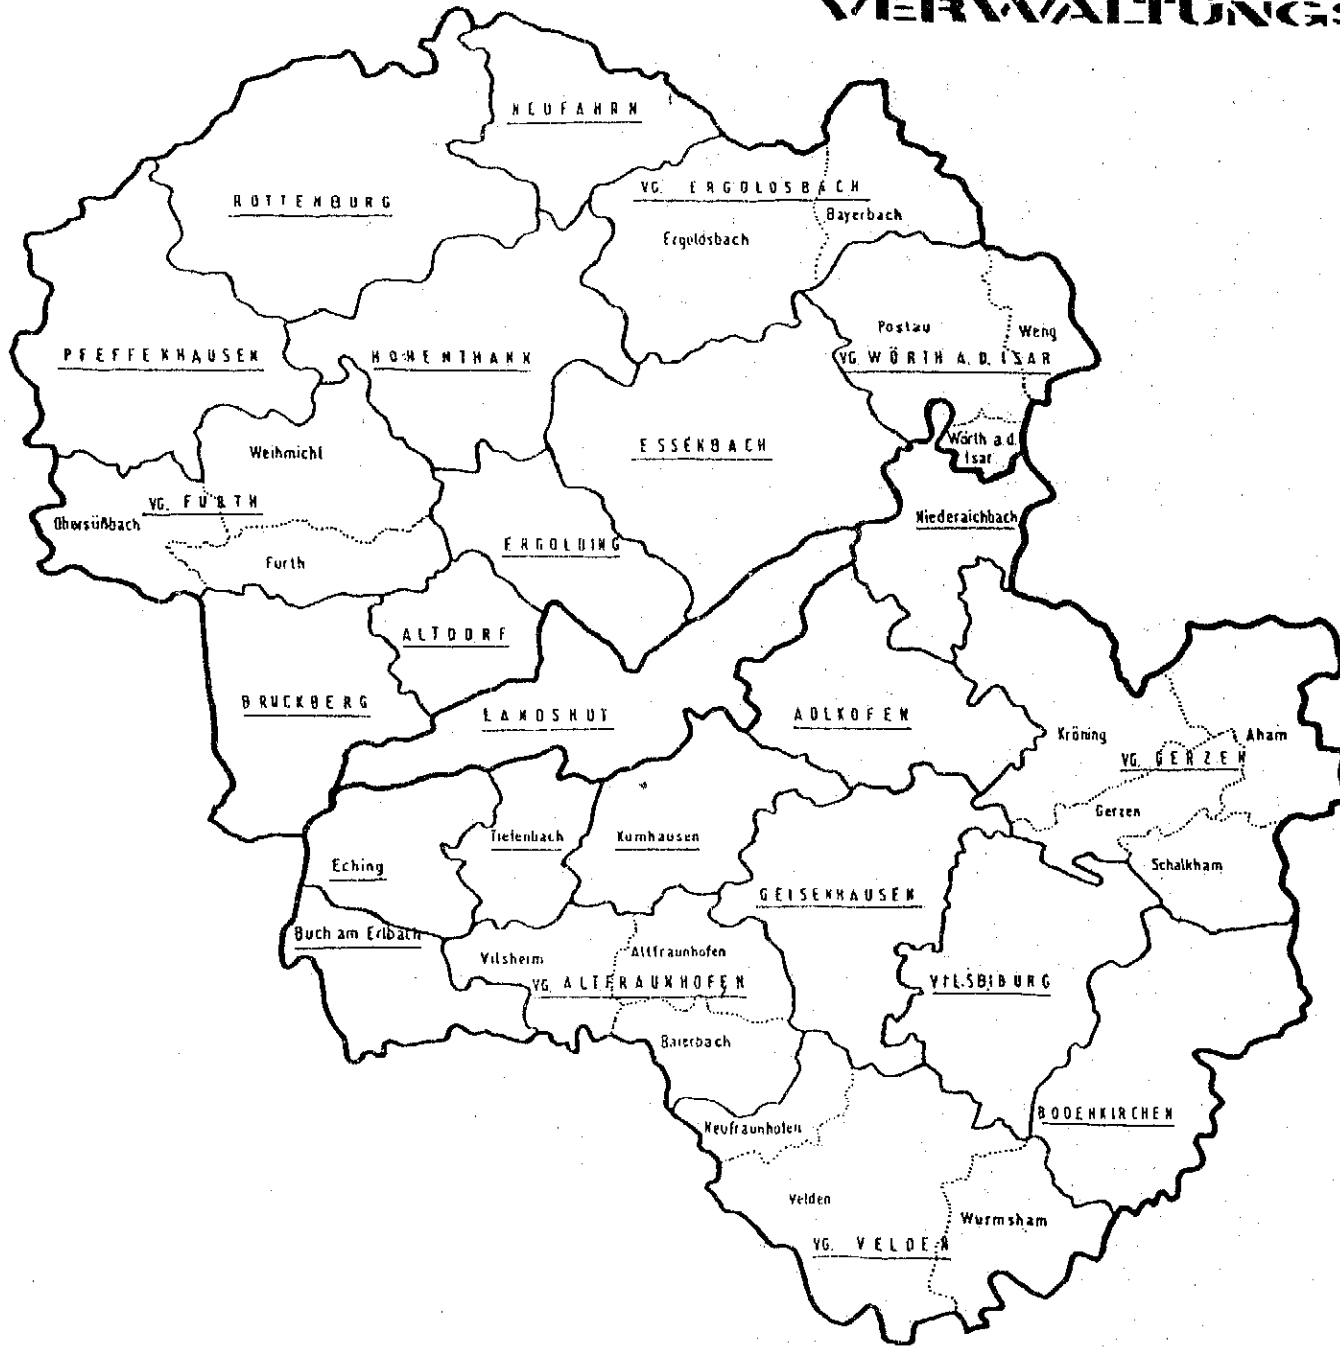 VERWALTUNGS
NEUFAHRN
ROTTENBURG
VG. ERGOLDSBACH
Bayerbach
Ergoldsbach
Postau
Weng
PFEFFENHAUSEN
HOHENTHANN
VG. WÖRTH A. D. ISAR
Wörth a.d.
Isar
ESSENBACH
Weihmichl
VG. FURTH
Obersüßbach
Niederaichbach
ERGOLDING
Furth
ALTDORF
BRUCKBERG
LANDSHUT
ADLKOFEN
Kröning
Aham
VG. GERZEN
Gerzen
Tiefenbach
Kumhausen
Eching
Schalkham
GEISENHAUSEN
Buch am Erlbach
Vilsheim
Altfraunhofen
VG. ALTFRAUNHOFEN
VILSBIBURG
Baierbach
BODENKIRCHEN
Neufraunhofen
Velden
Wurmsham
VG. VELDEN